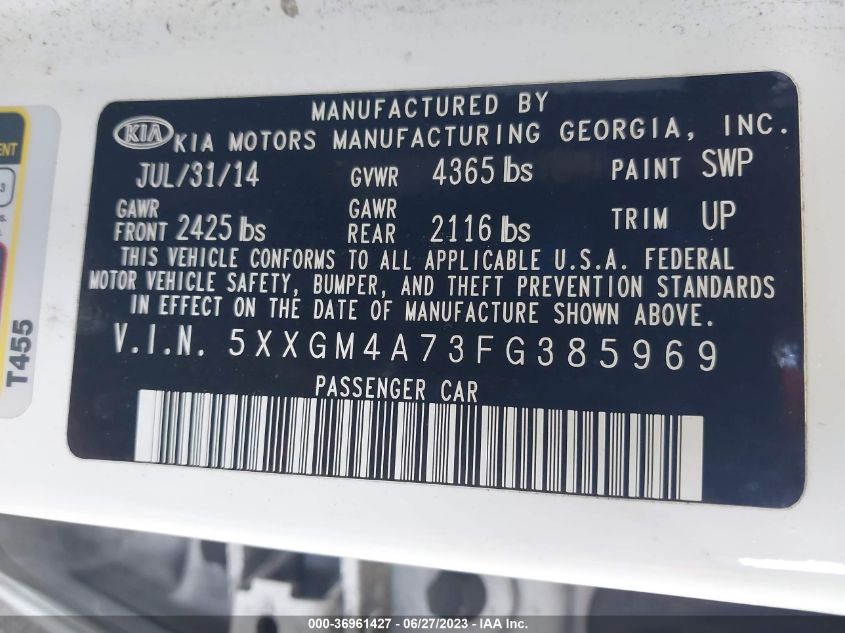 MANUFACTURED BY
KIA KIA MOTORS MANUFACTURING GEORGIA, INC.
JUL/31/14 GVWR 4365 lbs PAINT SWP
GAWR FRONT 2425 lbs GAWR REAR 2116 lbs TRIM UP
THIS VEHICLE CONFORMS TO ALL APPLICABLE U.S.A. FEDERAL
MOTOR VEHICLE SAFETY, BUMPER, AND THEFT PREVENTION STANDARDS
IN EFFECT ON THE DATE OF MANUFACTURE SHOWN ABOVE.
V.I.N. 5XXGM4A73FG385969
PASSENGER CAR
T455
000-36961427 - 06/27/2023 - IAA Inc.